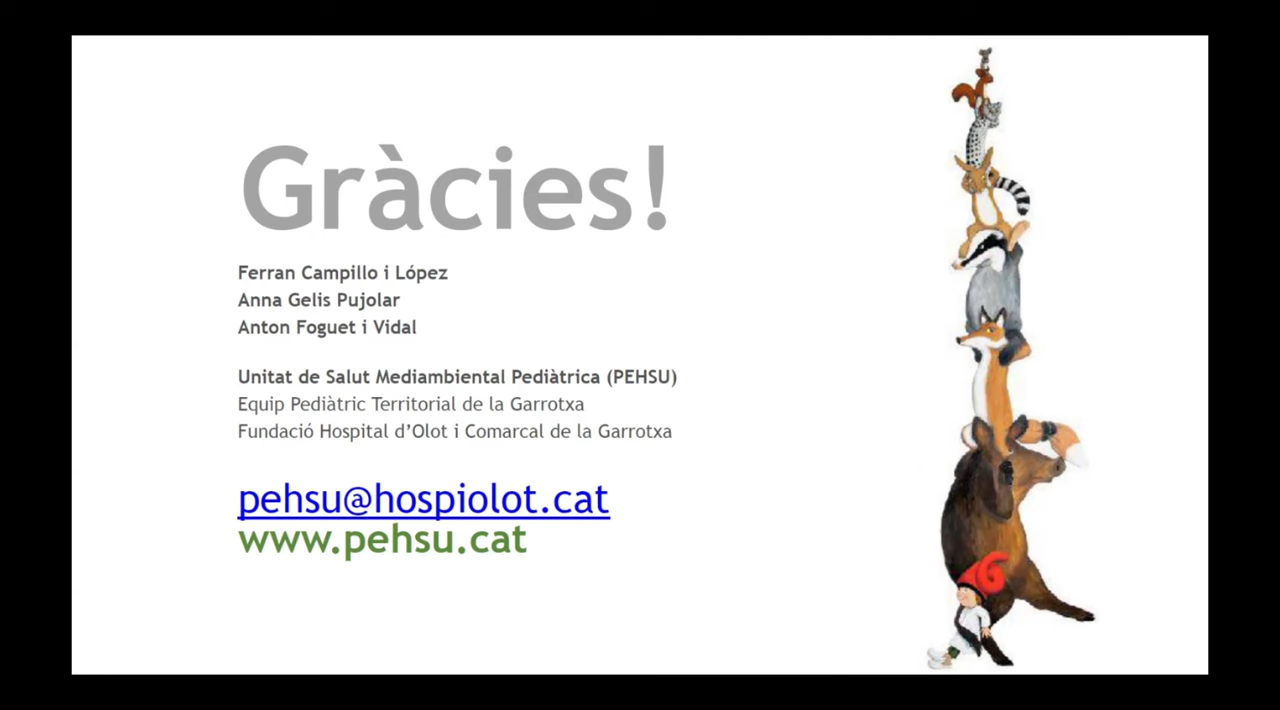 Gràcies!
Ferran Campillo i López
Anna Gelis Pujolar
Anton Foguet i Vidal
Unitat de Salut Mediambiental Pediàtrica (PEHSU)
Equip Pediàtric Territorial de la Garrotxa
Fundació Hospital d’Olot i Comarcal de la Garrotxa
pehsu@hospiolot.cat
www.pehsu.cat